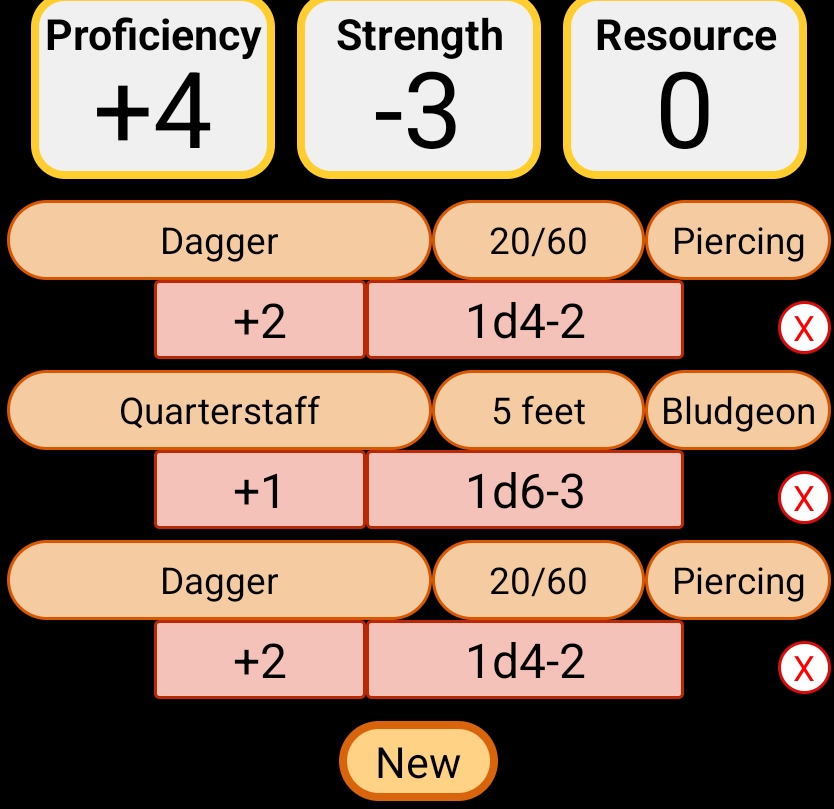 Proficiency Strength Resource
+4 -3 0
Dagger 20/60 Piercing
+2 1d4-2 X
Quarterstaff 5 feet Bludgeon
+1 1d6-3 X
Dagger 20/60 Piercing
+2 1d4-2 X
New